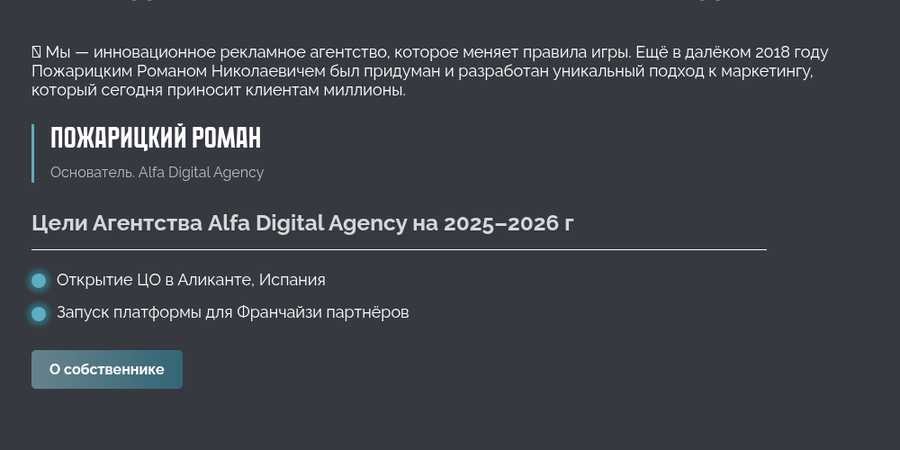 Мы — инновационное рекламное агентство, которое меняет правила игры. Ещё в далёком 2018 году
Пожарицким Романом Николаевичем был придуман и разработан уникальный подход к маркетингу,
который сегодня приносит клиентам миллионы.
ПОЖАРИЦКИЙ РОМАН
Основатель. Alfa Digital Agency
Цели Агентства Alfa Digital Agency на 2025–2026 г
Открытие ЦО в Аликанте, Испания
Запуск платформы для Франчайзи партнёров
О собственнике